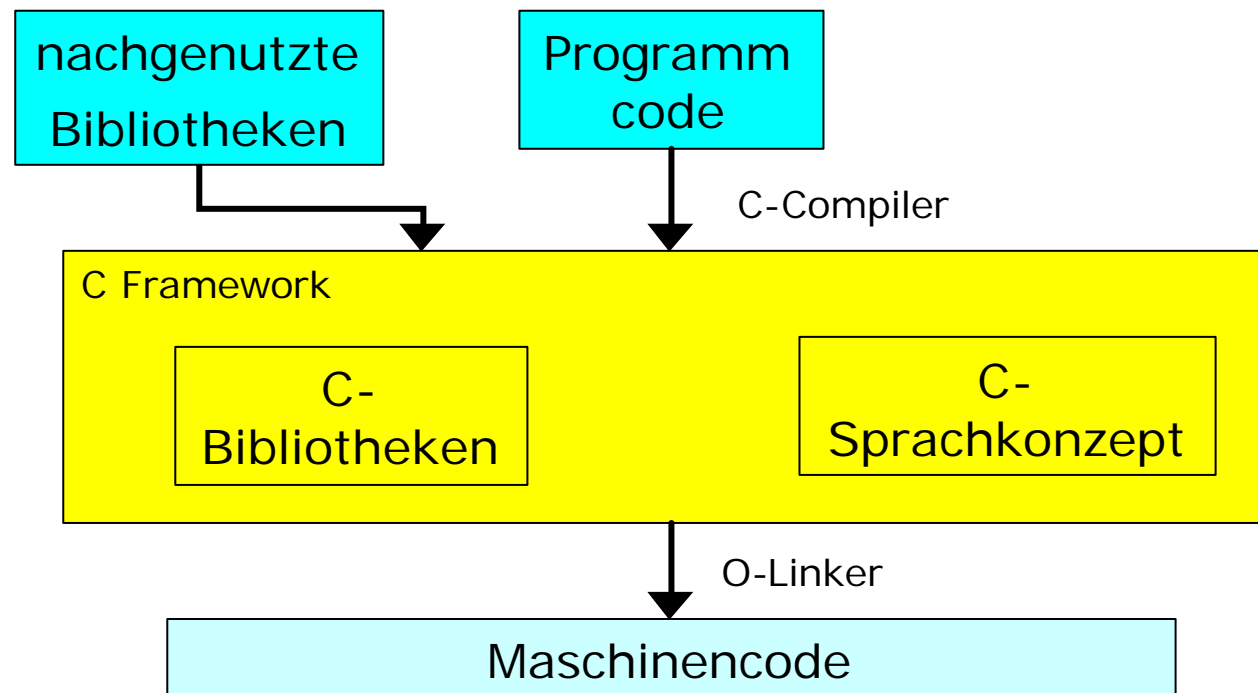 nachgenutzte
Bibliotheken
Programm
code
C-Compiler
C Framework
C-
Bibliotheken
C-
Sprachkonzept
O-Linker
Maschinencode